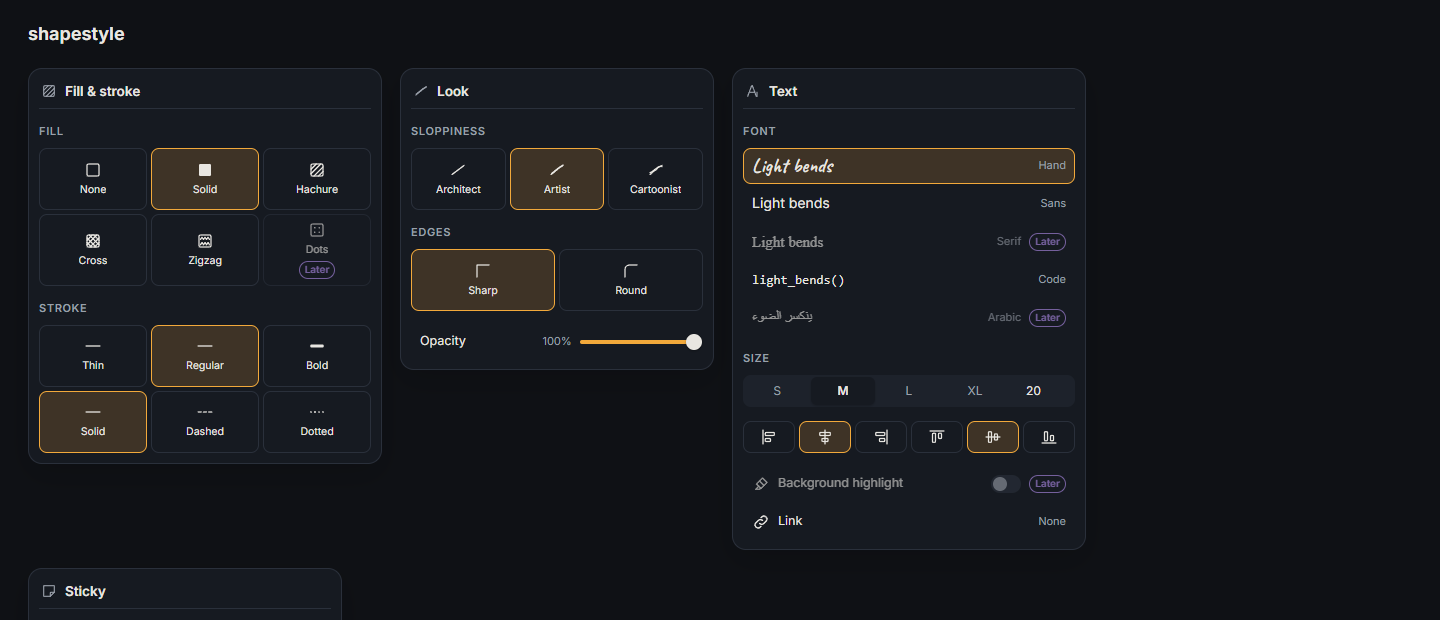 shapestyle
Fill & stroke
FILL
None
Solid
Hachure
Cross
Zigzag
Dots
Later
STROKE
Thin
Regular
Bold
Solid
Dashed
Dotted
Look
SLOPPINESS
Architect
Artist
Cartoonist
EDGES
Sharp
Round
Opacity 100%
Text
FONT
Light bends Hand
Light bends Sans
Light bends Serif Later
light_bends() Code
ينكسر الضوء Arabic Later
SIZE
S M L XL 20
Background highlight Later
Link None
Sticky